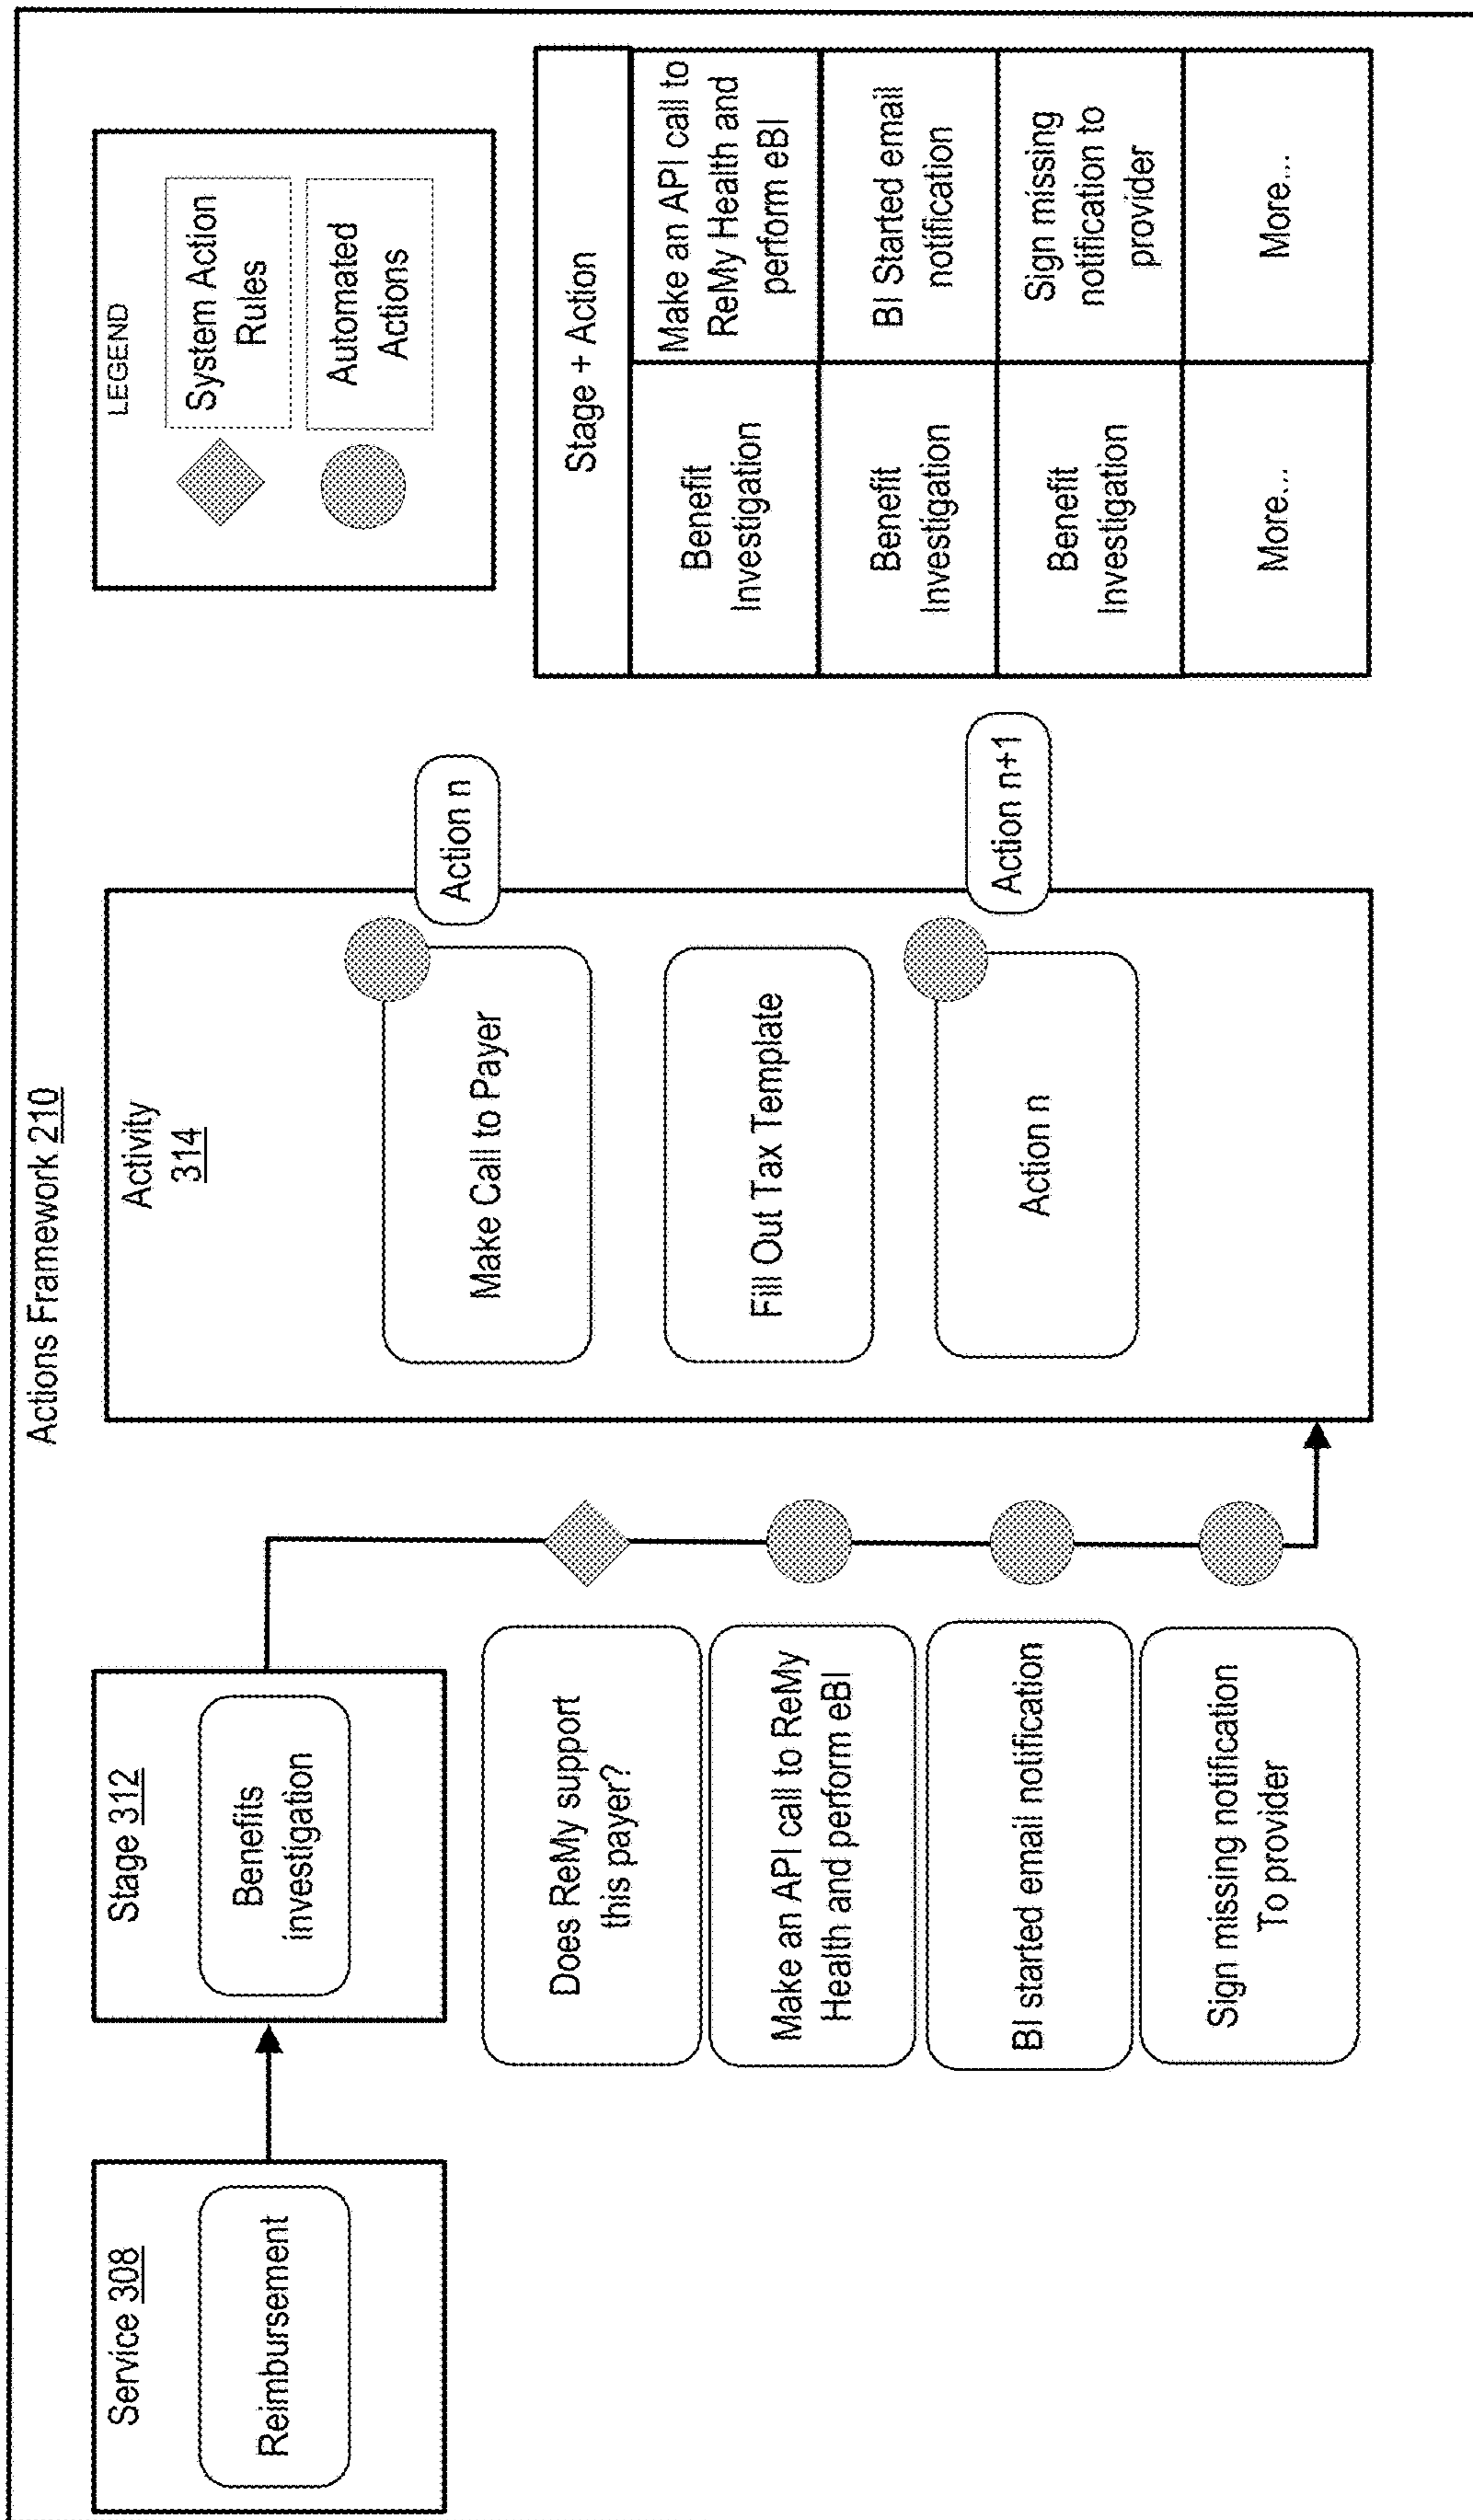 Actions Framework 210
Service 308
Reimbursement
Stage 312
Benefits
investigation
Does ReMy support
this payer?
Make an API call to ReMy
Health and perform eBI
BI started email notification
Sign missing notification
To provider
Activity
314
Make Call to Payer
Action n
Fill Out Tax Template
Action n
Action n+1
LEGEND
System Action
Rules
Automated
Actions
Stage + Action
Benefit
Investigation
Make an API call to
ReMy Health and
perform eBI
Benefit
Investigation
BI Started email
notification
Benefit
Investigation
Sign missing
notification to
provider
More...
More...